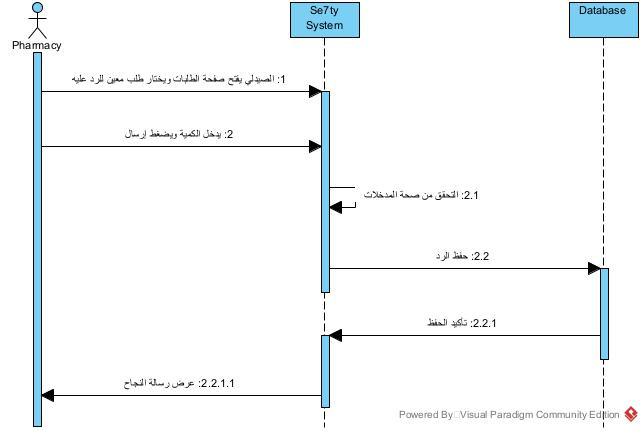 Se7ty
System
Database
Pharmacy
1: الصيدلي يفتح صفحة الطلبات ويختار طلب معين للرد عليه
2: يدخل الكمية ويضغط إرسال
2.1: التحقق من صحة المدخلات
2.2: حفظ الرد
2.2.1: تأكيد الحفظ
2.2.1.1: عرض رسالة النجاح
Powered By Visual Paradigm Community Edition